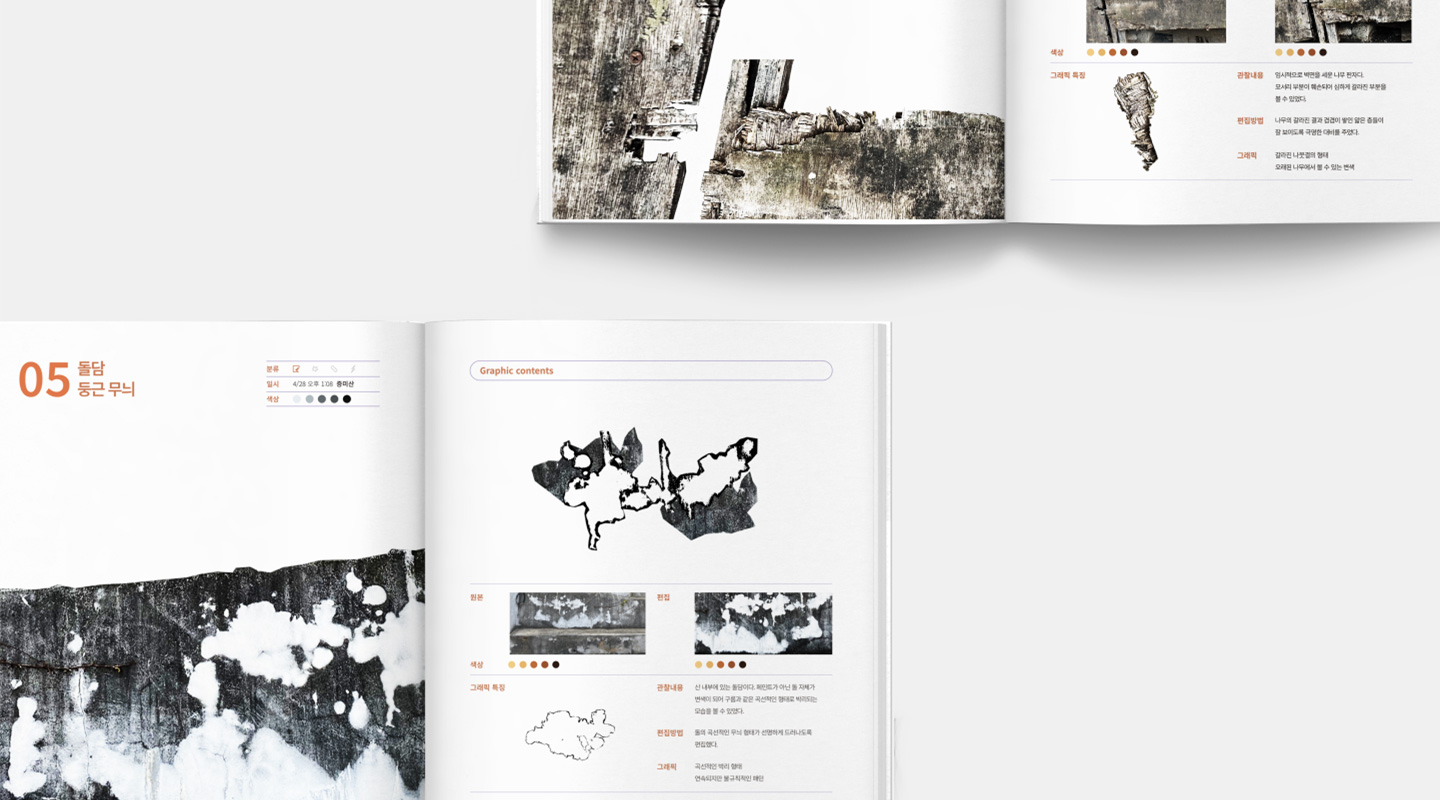 색상
그래픽 특징
관찰내용
임시적으로 벽면을 세운 나무 판자다.
모서리 부분이 훼손되어 심하게 갈라진 부분을
볼 수 있었다.
편집방법
나무의 갈라진 결과 겹겹이 쌓인 얇은 층들이
잘 보이도록 극명한 대비를 주었다.
그래픽
갈라진 나뭇결의 형태
오래된 나무에서 볼 수 있는 변색
05 돌담
둥근 무늬
분류
일시 4/28 오후 1:08 중미산
색상
Graphic contents
원본
편집
색상
그래픽 특징
관찰내용
산 내부에 있는 돌담이다. 페인트가 아닌 돌 자체가
변색이 되어 구름과 같은 곡선적인 형태로 박리되는
모습을 볼 수 있었다.
편집방법
돌의 곡선적인 무늬 형태가 선명하게 드러나도록
편집했다.
그래픽
곡선적인 박리 형태
연속되지만 불규칙적인 패턴